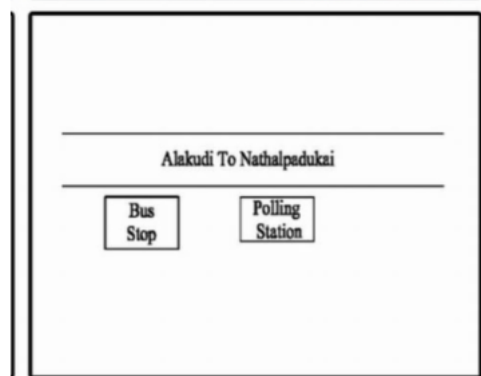 Alakudi To Nathalpadukai
Bus
Stop
Polling
Station